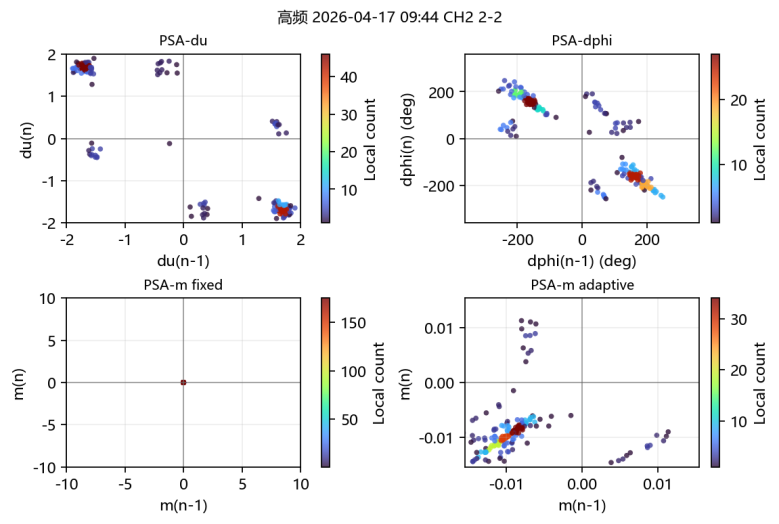 高频 2026-04-17 09:44 CH2 2-2
PSA-du
PSA-dphi
2
1
0
-1
-2
-2
-1
0
1
2
du(n)
du(n-1)
40
30
20
10
Local count
200
0
-200
-200
0
200
dphi(n) (deg)
dphi(n-1) (deg)
20
10
Local count
PSA-m fixed
PSA-m adaptive
10
5
0
-5
-10
-10
-5
0
5
10
m(n)
m(n-1)
150
100
50
Local count
0.01
0.00
-0.01
-0.01
0.00
0.01
m(n)
m(n-1)
30
20
10
Local count